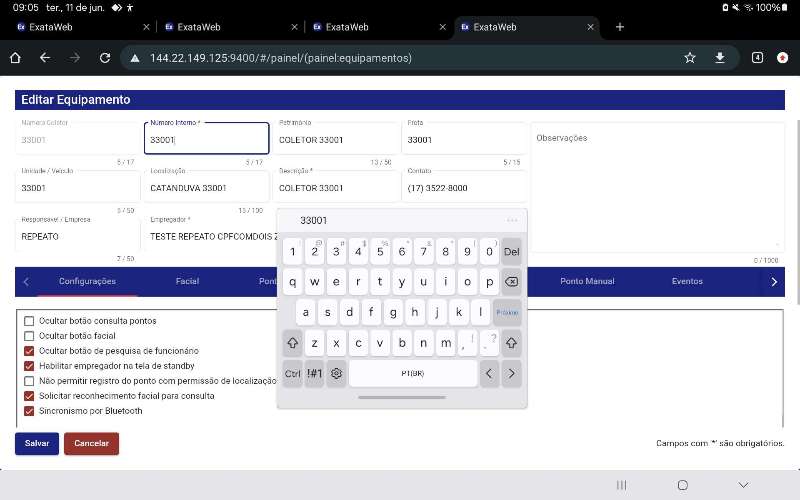 09:05 ter., 11 de jun. 100%
ExataWeb ExataWeb ExataWeb ExataWeb
144.22.149.125:9400/#/painel/(painel:equipamentos) 4
Editar Equipamento
Número Coletor Número Interno * Patrimônio Frota
33001 33001 COLETOR 33001 33001 Observações
5 / 17 5 / 17 13 / 50 5 / 15
Unidade / Veículo Localização Descrição * Contato
33001 CATANDUVA 33001 COLETOR 33001 (17) 3522-8000
5 / 50 15 / 100
Responsável / Empresa Empregador *
REPEATO TESTE REPEATO CPFCOMDOIS
7 / 50 0 / 1000
Configurações Facial Pont Ponto Manual Eventos
Ocultar botão consulta pontos
Ocultar botão facial
Ocultar botão de pesquisa de funcionário
Habilitar empregador na tela de standby
Não permitir registro do ponto com permissão de localização
Solicitar reconhecimento facial para consulta
Sincronismo por Bluetooth
33001 ...
1 2 3 4 5 6 7 8 9 0 Del
q w e r t y u i o p
a s d f g h j k l Próximo
z x c v b n m , ! . ?
Ctrl !#1 PT(BR) < >
Salvar Cancelar Campos com '*' são obrigatórios.